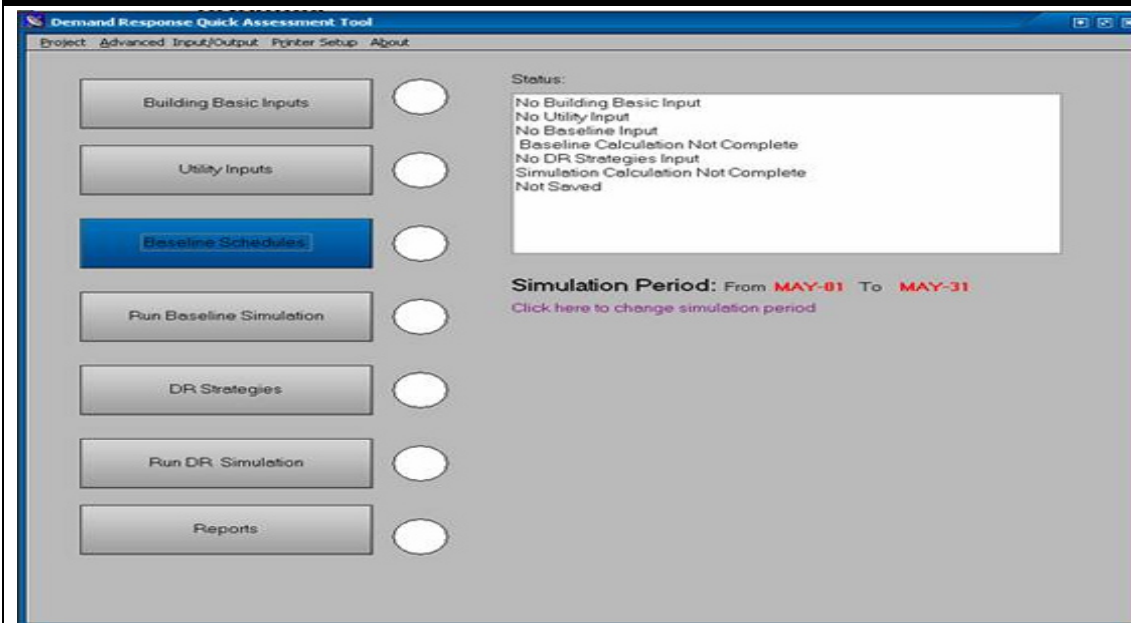 Demand Response Quick Assessment Tool
Project Advanced Input/Output Printer Setup About
Building Basic Inputs
Utility Inputs
Baseline Schedules
Run Baseline Simulation
DR Strategies
Run DR Simulation
Reports
Status:
No Building Basic Input
No Utility Input
No Baseline Input
Baseline Calculation Not Complete
No DR Strategies Input
Simulation Calculation Not Complete
Not Saved
Simulation Period: From MAY-01 To MAY-31
Click here to change simulation period